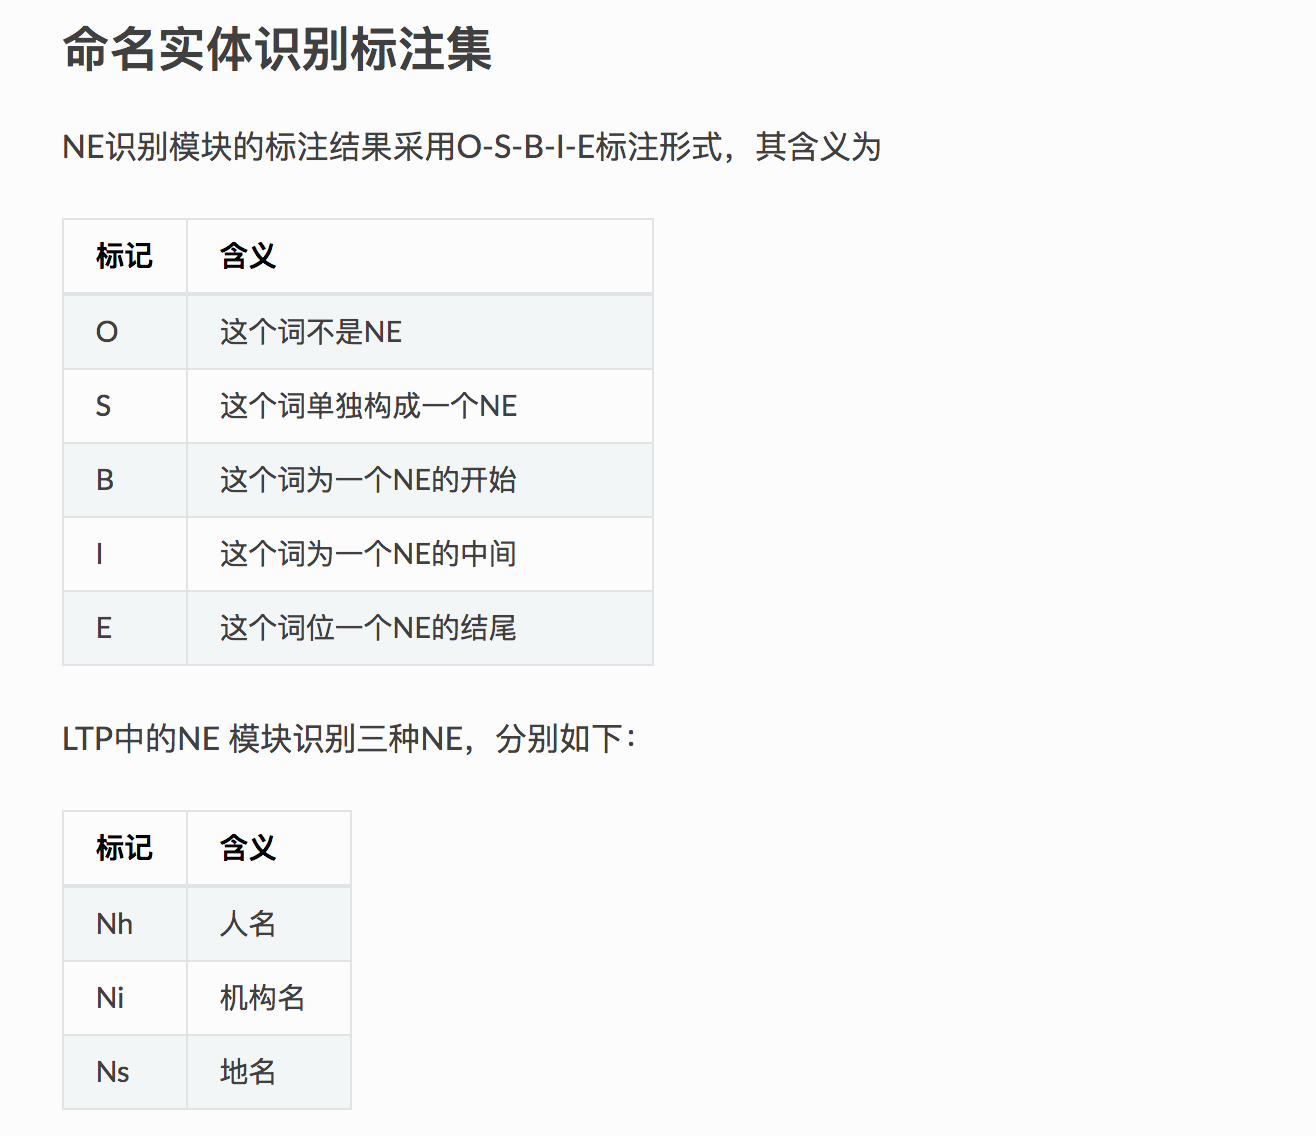 命名实体识别标注集
NE识别模块的标注结果采用O-S-B-I-E标注形式，其含义为
标记 含义
O 这个词不是NE
S 这个词单独构成一个NE
B 这个词为一个NE的开始
I 这个词为一个NE的中间
E 这个词位一个NE的结尾
LTP中的NE 模块识别三种NE，分别如下：
标记 含义
Nh 人名
Ni 机构名
Ns 地名